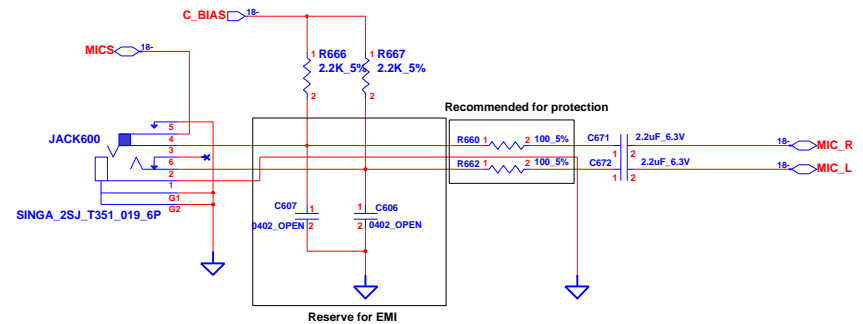 C_BIAS 18-
MICS 18-
1 R666 1 R667
2.2K_5% 2.2K_5%
2 2
Recommended for protection
JACK600
5
4
3
6
2
1
G1
G2
SINGA_2SJ_T351_019_6P
R660 1 2 100_5% C671 2.2uF_6.3V 18- MIC_R
1 2
R662 1 2 100_5% C672 2.2uF_6.3V 18- MIC_L
1 2
C607 1 1 C606
0402_OPEN 2 2 0402_OPEN
Reserve for EMI